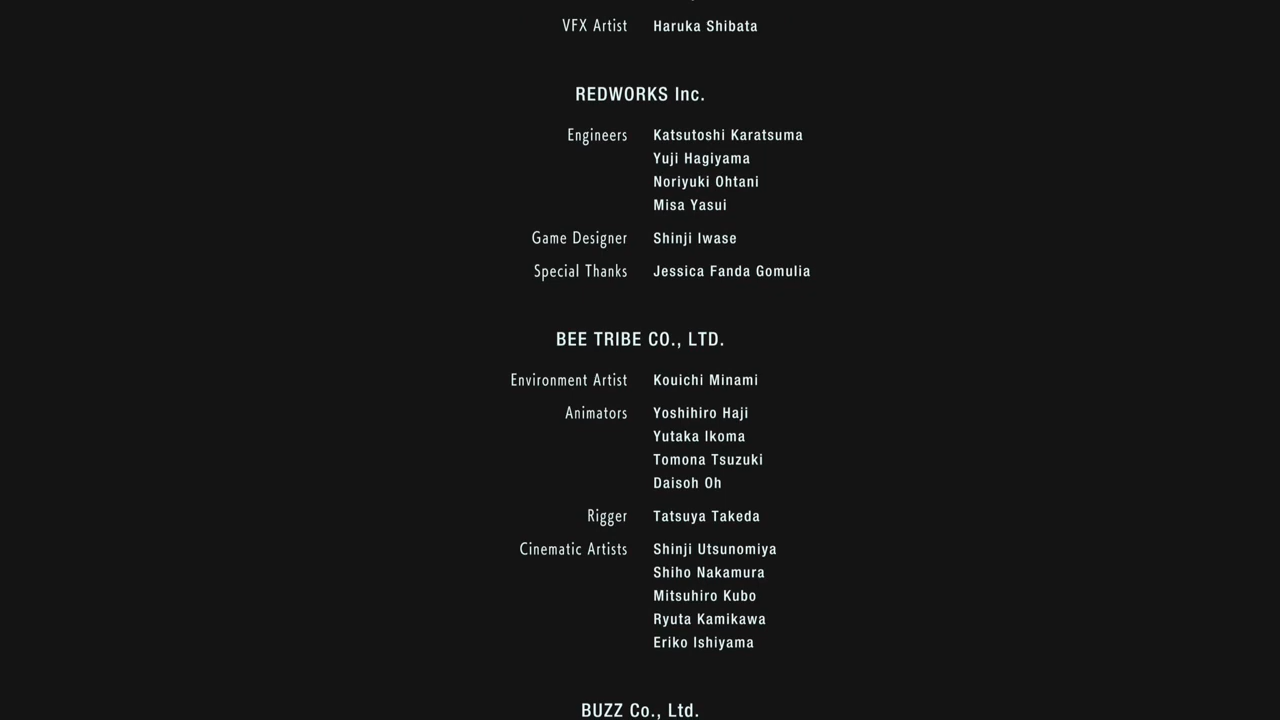 VFX Artist Haruka Shibata
REDWORKS Inc.
Engineers Katsutoshi Karatsuma
Yuji Hagiyama
Noriyuki Ohtani
Misa Yasui
Game Designer Shinji Iwase
Special Thanks Jessica Fanda Gomulia
BEE TRIBE CO., LTD.
Environment Artist Kouichi Minami
Animators Yoshihiro Haji
Yutaka Ikoma
Tomona Tsuzuki
Daisoh Oh
Rigger Tatsuya Takeda
Cinematic Artists Shinji Utsunomiya
Shiho Nakamura
Mitsuhiro Kubo
Ryuta Kamikawa
Eriko Ishiyama
BUZZ Co., Ltd.